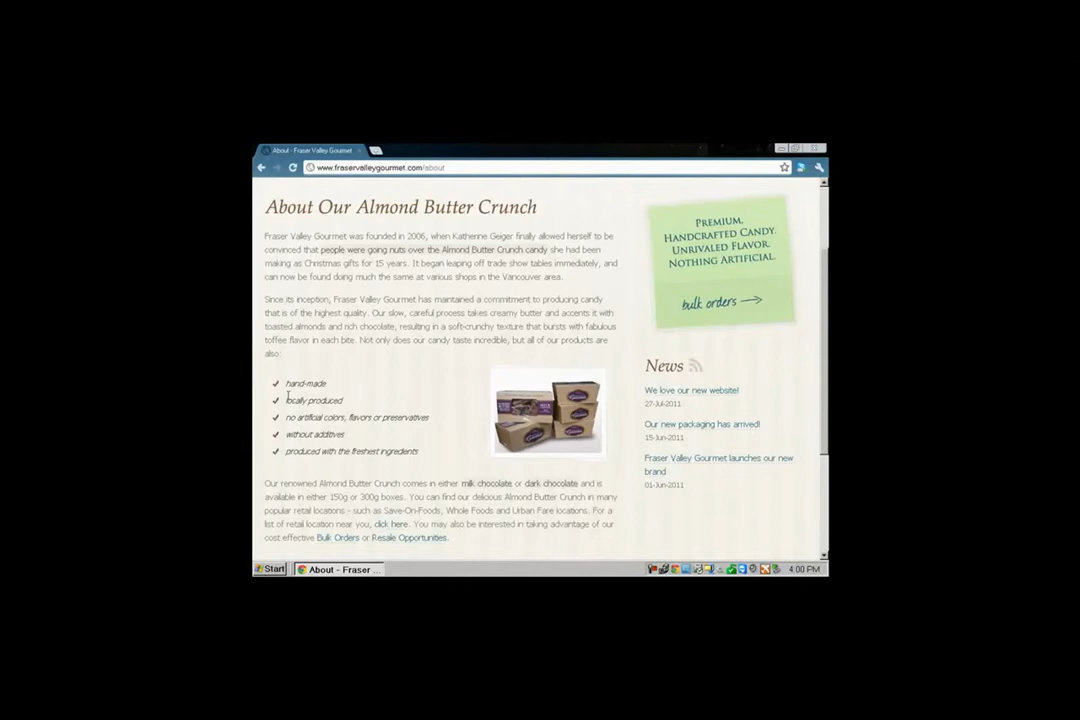 About - Fraser Valley Gourmet
www.fraservalleygourmet.com/about
About Our Almond Butter Crunch
Fraser Valley Gourmet was founded in 2006, when Katherine Geiger finally allowed herself to be
convinced that people were going nuts over the Almond Butter Crunch candy she had been
making as Christmas gifts for 15 years. It began leaping off trade show tables immediately, and
can now be found doing much the same at various shops in the Vancouver area.
Since its inception, Fraser Valley Gourmet has maintained a commitment to producing candy
that is of the highest quality. Our slow, careful process takes creamy butter and accents it with
toasted almonds and rich chocolate, resulting in a soft-crunchy texture that bursts with fabulous
toffee flavor in each bite. Not only does our candy taste incredible, but all of our products are
also:
hand-made
locally produced
no artificial colors, flavors or preservatives
without additives
produced with the freshest ingredients
Our renowned Almond Butter Crunch comes in either milk chocolate or dark chocolate and is
available in either 150g or 300g boxes. You can find our delicious Almond Butter Crunch in many
popular retail locations - such as Save-On-Foods, Whole Foods and Urban Fare locations. For a
list of retail location near you, click here. You may also be interested in taking advantage of our
cost effective Bulk Orders or Resale Opportunities.
PREMIUM,
HANDCRAFTED CANDY.
UNRIVALED FLAVOR.
NOTHING ARTIFICIAL.
bulk orders
News
We love our new website!
27-Jul-2011
Our new packaging has arrived!
15-Jun-2011
Fraser Valley Gourmet launches our new
brand
01-Jun-2011
Start
About - Fraser ...
4:00 PM